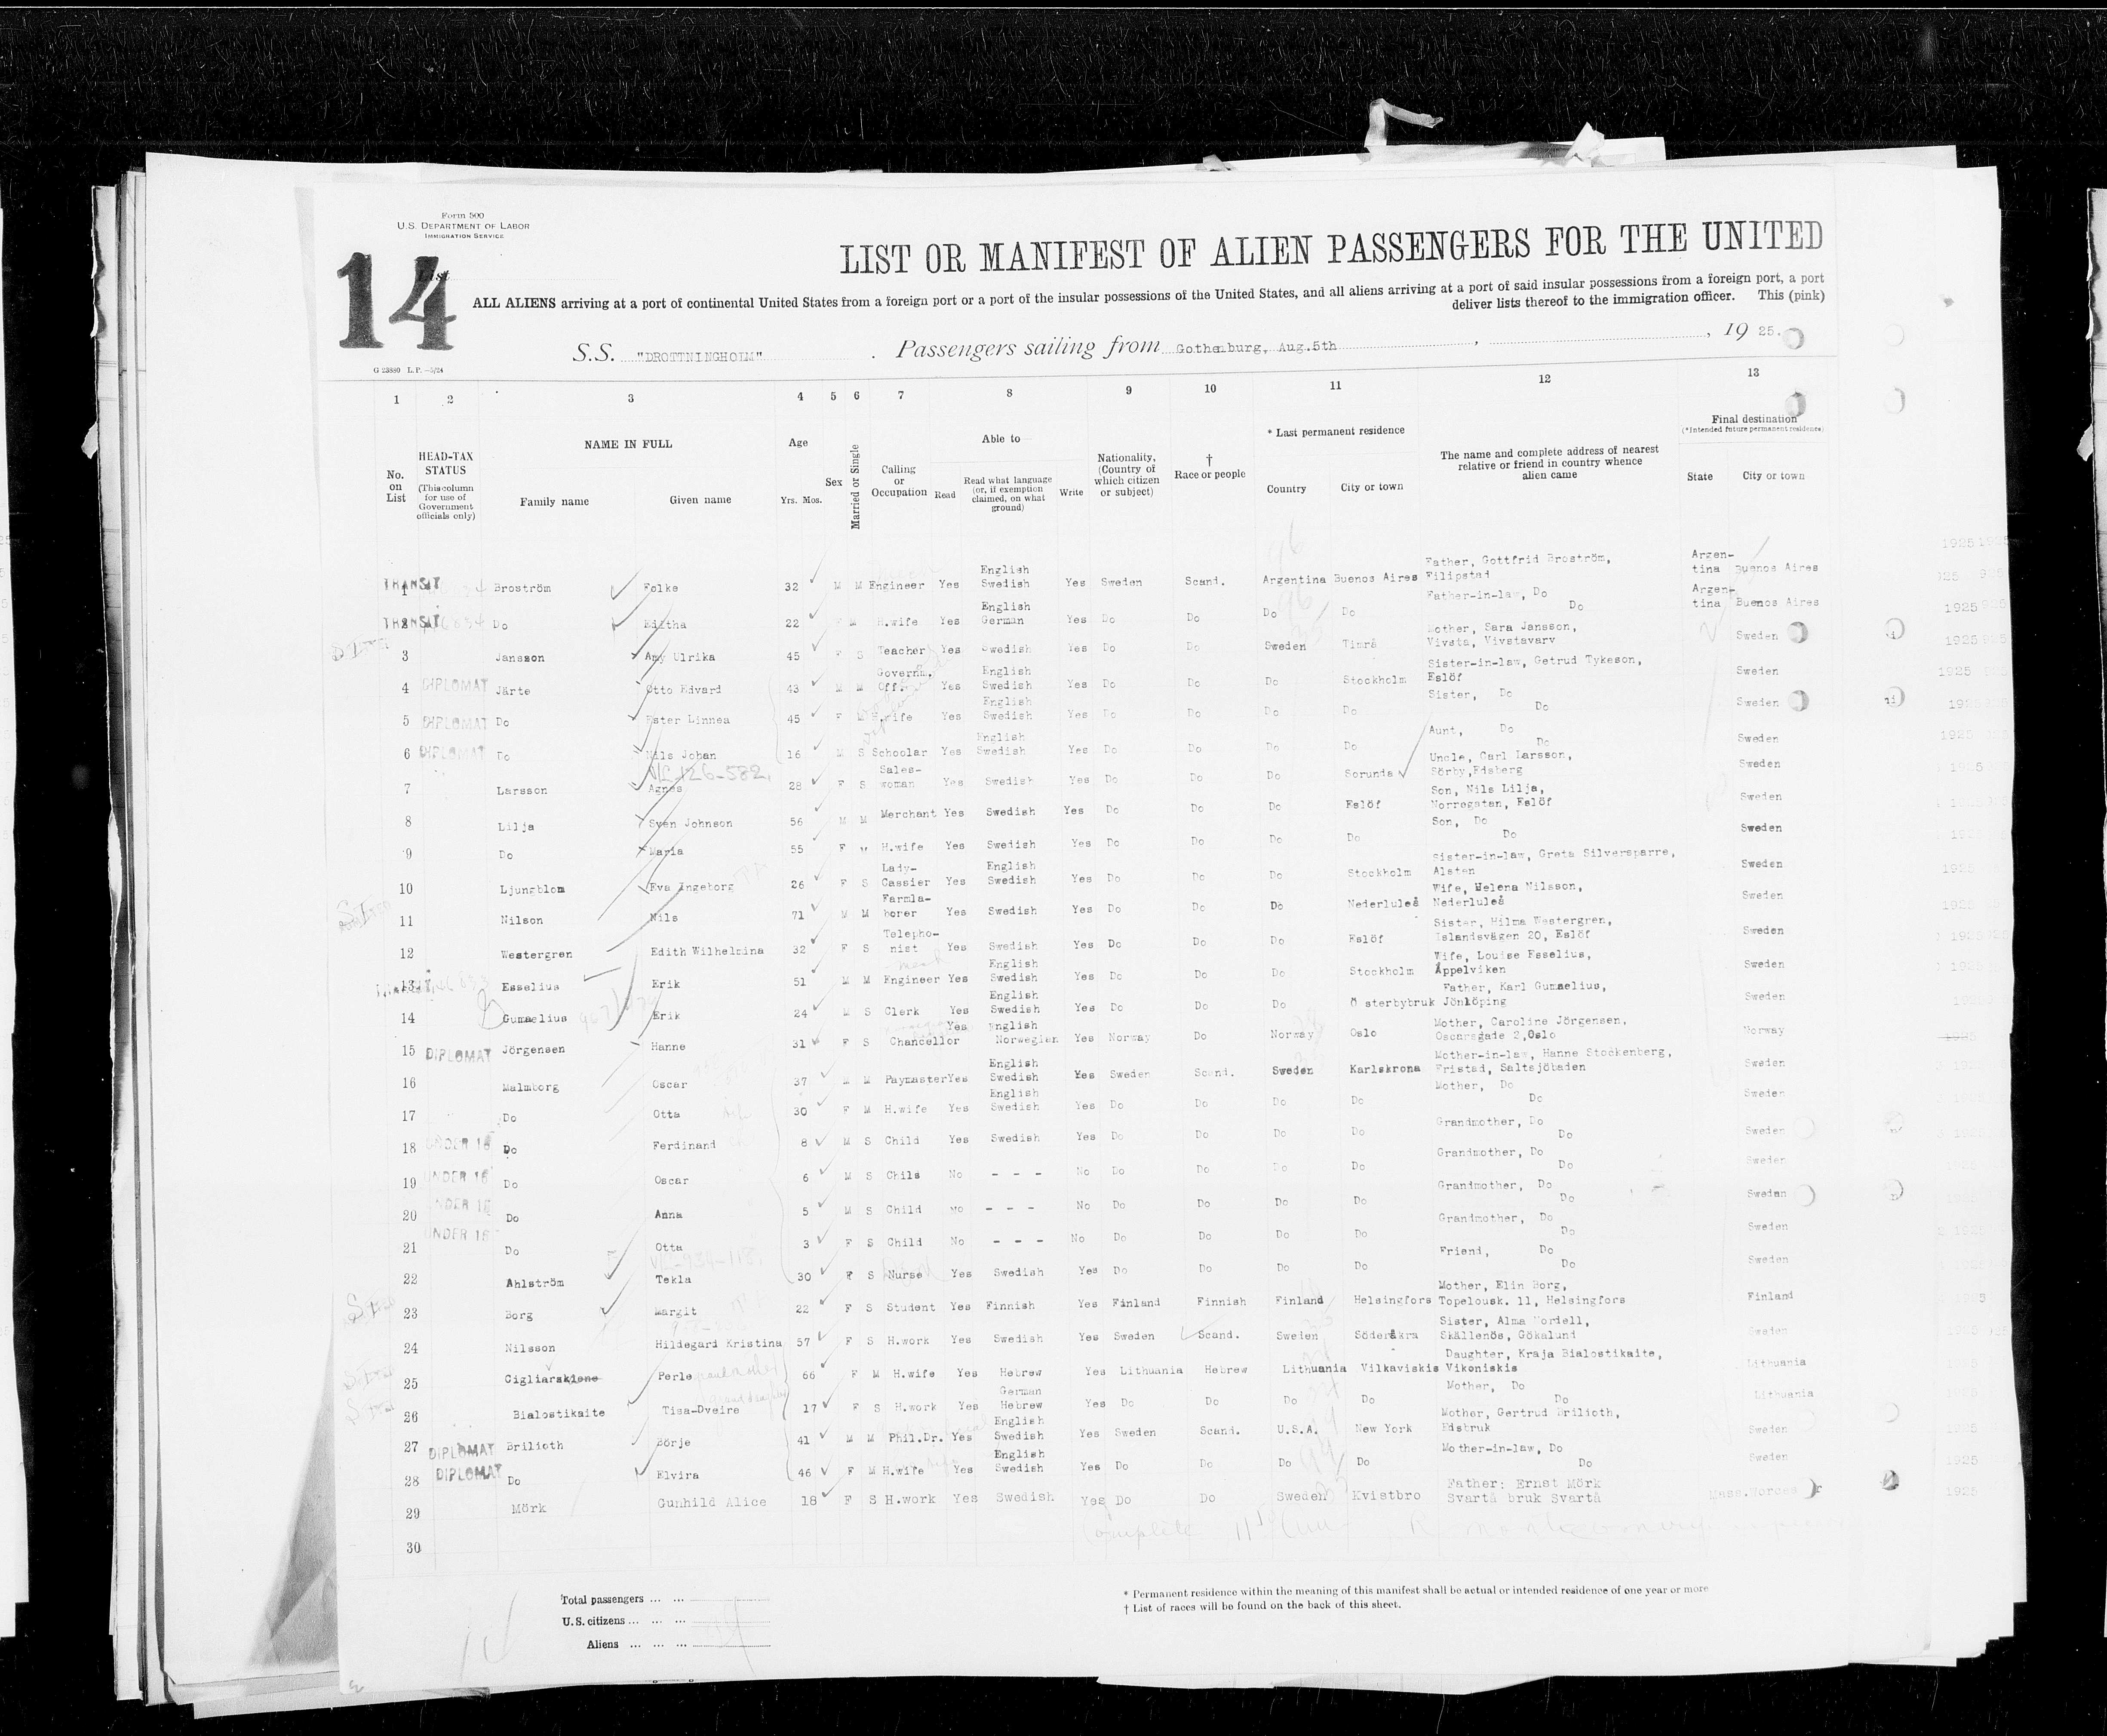 Form 500
U.S. DEPARTMENT OF LABOR
IMMIGRATION SERVICE
List
14
LIST OR MANIFEST OF ALIEN PASSENGERS FOR THE UNITED
ALL ALIENS arriving at a port of continental United States from a foreign port or a port of the insular possessions of the United States, and all aliens arriving at a port of said insular possessions from a foreign port, a port
deliver lists thereof to the immigration officer. This (pink)
S.S. "DROTTNINGHOLM" . Passengers sailing from Gothenburg, Aug.5th , , 19 25.
G 23880 L.P.—5/24
1 2 3 4 5 6 7 8 9 10 11 12 13
No. on List
HEAD-TAX STATUS (This column for use of Government officials only)
NAME IN FULL
Family name Given name
Age
Yrs. Mos.
Sex
Married or Single
Calling or Occupation
Able to
Read
Read what language (or, if exemption claimed, on what ground)
Write
Nationality, (Country of which citizen or subject)
† Race or people
* Last permanent residence
Country City or town
The name and complete address of nearest relative or friend in country whence alien came
Final destination
(*Intended future permanent residence)
State City or town
1 TRANSIT Broström Folke 32 M M Engineer Yes English Swedish Yes Sweden Scand. Argentina Buenos Aires Father, Gottfrid Broström, Filipstad Argentina Buenos Aires
2 TRANSIT Do Editha 22 F M H.wife Yes English German Yes Do Do Do Do Father-in-law, Do Do Argentina Buenos Aires
3 Jansson Amy Ulrika 45 F S Teacher Yes Swedish Yes Do Do Sweden Timrå Mother, Sara Jansson, Vivsta, Vivstavarv Sweden
4 DIPLOMAT Järte Otto Edvard 43 M M Governm. Off. Yes English Swedish Yes Do Do Do Stockholm Sister-in-law, Getrud Tykeson, Eslöf Sweden
5 DIPLOMAT Do Ester Linnea 45 F M H.wife Yes English Swedish Yes Do Do Do Do Sister, Do Do Sweden
6 DIPLOMAT Do Nils Johan 16 M S Schoolar Yes English Swedish Yes Do Do Do Do Aunt, Do Do Sweden
7 Larsson Agnes 28 F S Sales-woman Yes Swedish Yes Do Do Do Sorunda Uncle, Carl Larsson, Sörby, Edsberg Sweden
8 Lilja Sven Johnson 56 M M Merchant Yes Swedish Yes Do Do Do Eslöf Son, Nils Lilja, Norregatan, Eslöf Sweden
9 Do Maria 55 F M H.wife Yes Swedish Yes Do Do Do Do Son, Do Do Sweden
10 Ljungblom Eva Ingeborg 26 F S Lady-Cassier Yes English Swedish Yes Do Do Do Stockholm Sister-in-law, Greta Silversparre, Alsten Sweden
11 Nilson Nils 71 M M Farmla-borer Yes Swedish Yes Do Do Do Nederluleå Wife, Helena Nilsson, Nederluleå Sweden
12 Westergren Edith Wilhelmina 32 F S Telepho-nist Yes Swedish Yes Do Do Do Eslöf Sister, Hilma Westergren, Islandsvägen 20, Eslöf Sweden
13 Esselius Erik 51 M M Engineer Yes English Swedish Yes Do Do Do Stockholm Wife, Louise Esselius, Äppelviken Sweden
14 Gumaelius Erik 24 M S Clerk Yes English Swedish Yes Do Do Do Österbybruk Father, Karl Gumaelius, Jönköping Sweden
15 DIPLOMAT Jörgensen Hanne 31 F S Chancellor Yes English Norwegian Yes Norway Do Norway Oslo Mother, Caroline Jörgensen, Oscarsgade 2, Oslo Norway
16 Malmborg Oscar 37 M M Paymaster Yes English Swedish Yes Sweden Scand. Sweden Karlskrona Mother-in-law, Hanne Stockenberg, Fristad, Saltsjöbaden Sweden
17 Do Otta 30 F M H.wife Yes English Swedish Yes Do Do Do Do Mother, Do Do Sweden
18 UNDER 16 Do Ferdinand 8 M S Child Yes Swedish Yes Do Do Do Do Grandmother, Do Do Sweden
19 UNDER 16 Do Oscar 6 M S Chils No - - - No Do Do Do Do Grandmother, Do Do Sweden
20 UNDER 16 Do Anna 5 M S Child No - - - No Do Do Do Do Grandmother, Do Do Sweden
21 UNDER 16 Do Otta 3 F S Child No - - - No Do Do Do Do Grandmother, Do Do Sweden
22 Ahlström Tekla 30 F S Nurse Yes Swedish Yes Do Do Do Do Friend, Do Do Sweden
23 Borg Margit 22 F S Student Yes Finnish Yes Finland Finnish Finland Helsingfors Mother, Elin Borg, Topelousk. 11, Helsingfors Finland
24 Nilsson Hildegard Kristina 57 F S H.work Yes Swedish Yes Sweden Scand. Sweden Söderåkra Sister, Alma Nordell, Skällenös, Gökalund Sweden
25 Cigliarskiene Perle 66 F M H.wife Yes Hebrew Yes Lithuania Hebrew Lithuania Vilkaviskis Daughter, Kraja Bialostikaite, Vikoniskis Lithuania
26 Bialostikaite Tisa-Dveire 17 F S H.work Yes German Hebrew Yes Do Do Do Do Mother, Do Do Lithuania
27 DIPLOMAT Brilioth Börje 41 M M Phil.Dr. Yes English Swedish Yes Sweden Scand. U.S.A. New York Mother, Gertrud Brilioth, Edsbruk Sweden
28 DIPLOMAT Do Elvira 46 F M H.wife Yes English Swedish Yes Do Do Do Do Mother-in-law, Do Do Sweden
29 Mörk Gunhild Alice 18 F S H.work Yes Swedish Yes Do Do Sweden Kvistbro Father: Ernst Mörk Svartå bruk Svartå Mass. Worces
30
Total passengers ... ...
U.S. citizens ... ... ...
Aliens ... ... ...
* Permanent residence within the meaning of this manifest shall be actual or intended residence of one year or more
† List of races will be found on the back of this sheet.